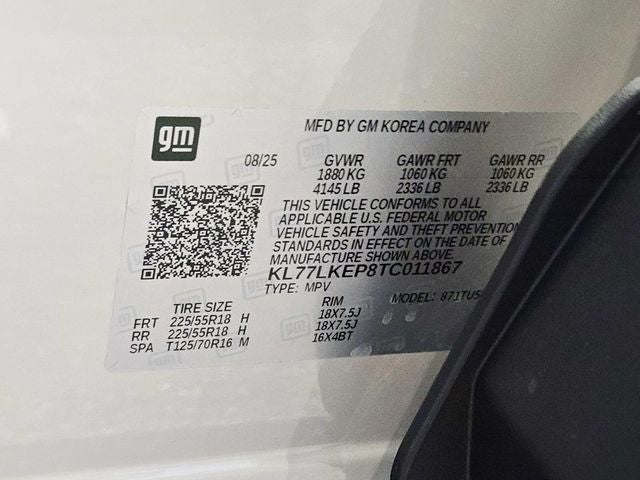 gm
MFD BY GM KOREA COMPANY
08/25 GVWR GAWR FRT GAWR RR
1880 KG 1060 KG 1060 KG
4145 LB 2336 LB 2336 LB
THIS VEHICLE CONFORMS TO ALL
APPLICABLE U.S. FEDERAL MOTOR
VEHICLE SAFETY AND THEFT PREVENTION
STANDARDS IN EFFECT ON THE DATE OF
MANUFACTURE SHOWN ABOVE.
KL77LKEP8TC011867
TYPE: MPV MODEL: 871TU5
TIRE SIZE RIM
FRT 225/55R18 H 18X7.5J
RR 225/55R18 H 18X7.5J
SPA T125/70R16 M 16X4BT